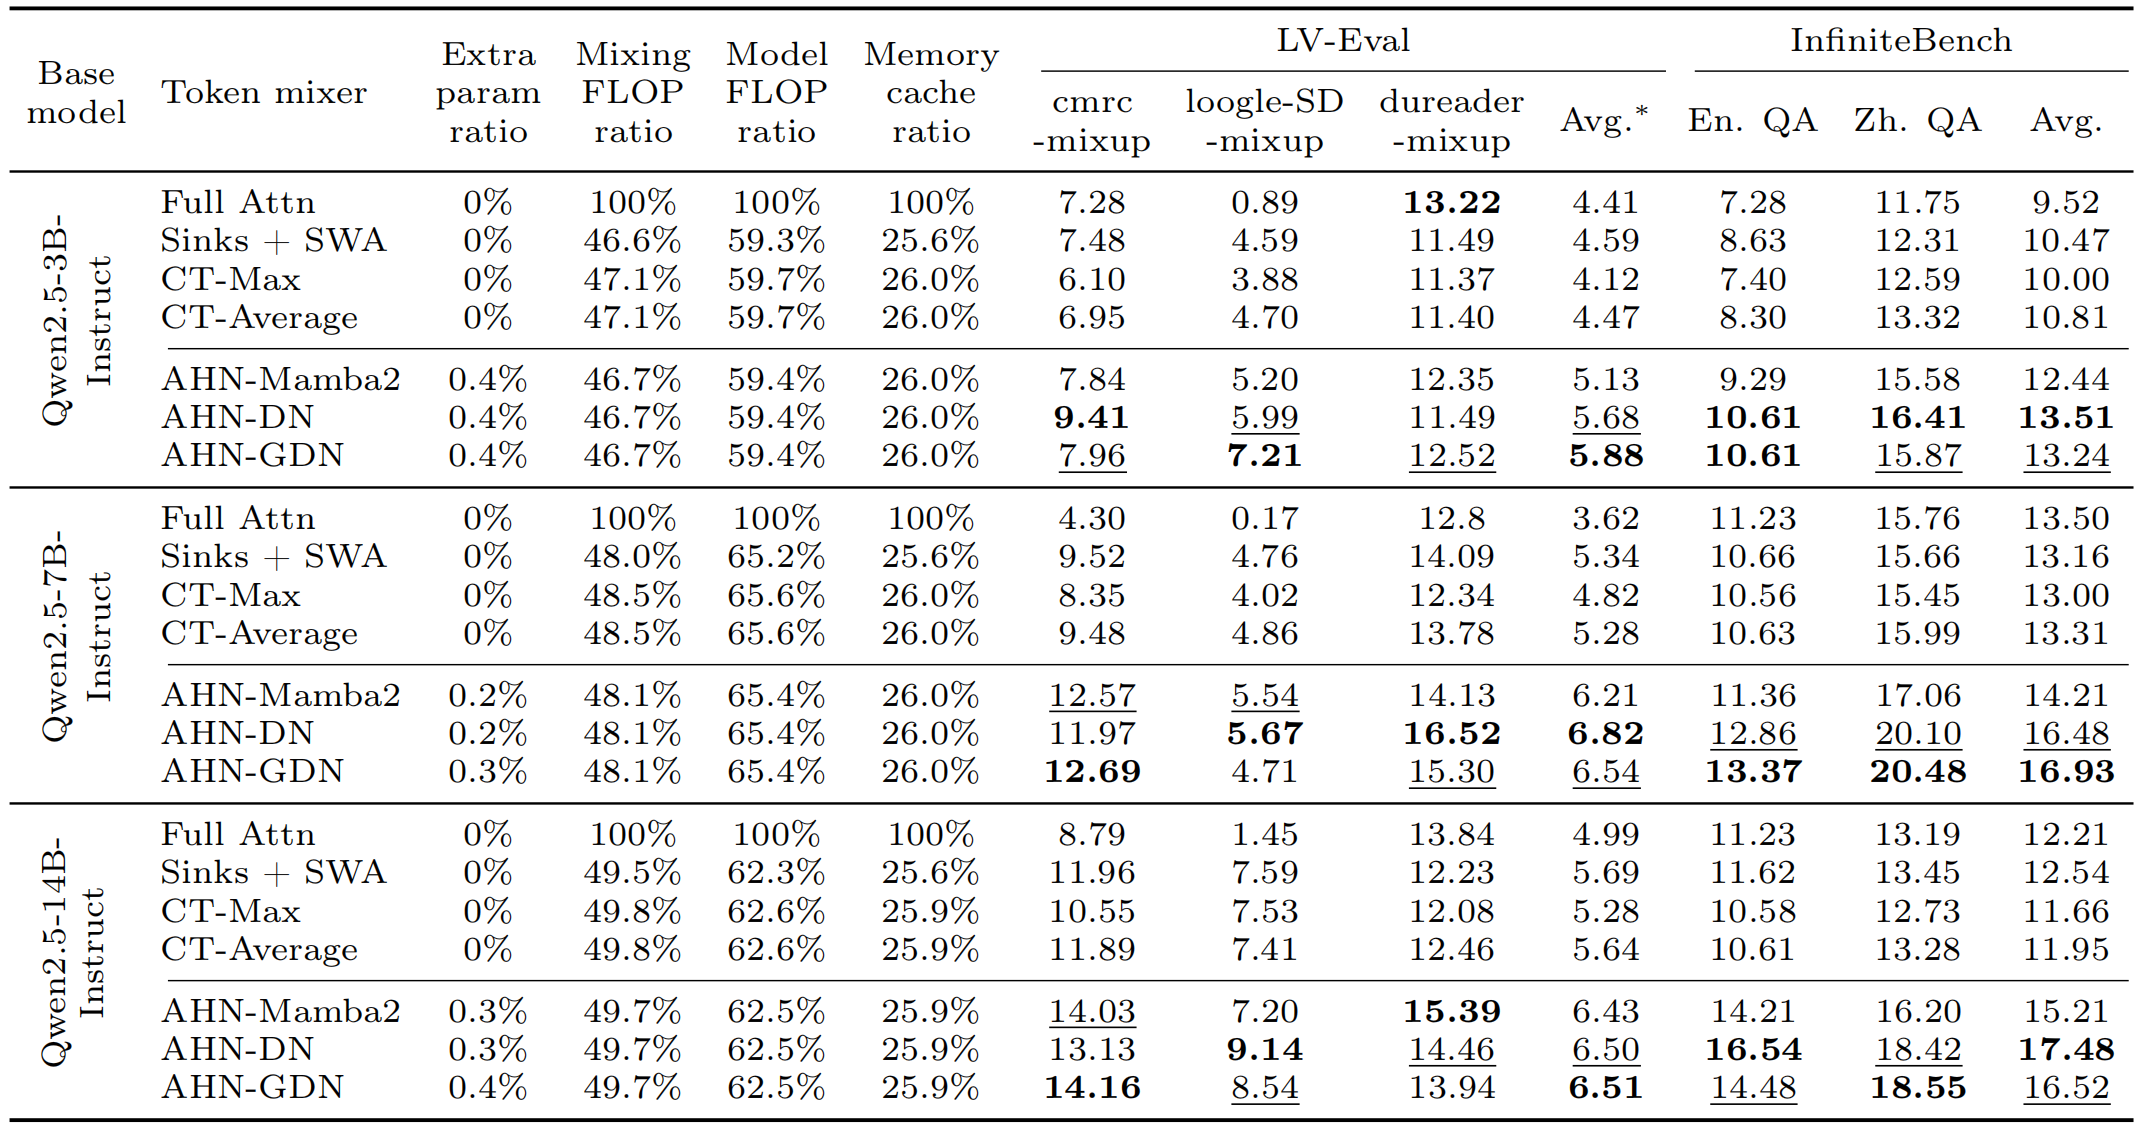 Base model | Token mixer | Extra param ratio | Mixing FLOP ratio | Model FLOP ratio | Memory cache ratio | LV-Eval | InfiniteBench
cmrc -mixup | loogle-SD -mixup | dureader -mixup | Avg.* | En. QA | Zh. QA | Avg.
Qwen2.5-3B-Instruct
Full Attn 0% 100% 100% 100% 7.28 0.89 13.22 4.41 7.28 11.75 9.52
Sinks + SWA 0% 46.6% 59.3% 25.6% 7.48 4.59 11.49 4.59 8.63 12.31 10.47
CT-Max 0% 47.1% 59.7% 26.0% 6.10 3.88 11.37 4.12 7.40 12.59 10.00
CT-Average 0% 47.1% 59.7% 26.0% 6.95 4.70 11.40 4.47 8.30 13.32 10.81
AHN-Mamba2 0.4% 46.7% 59.4% 26.0% 7.84 5.20 12.35 5.13 9.29 15.58 12.44
AHN-DN 0.4% 46.7% 59.4% 26.0% 9.41 5.99 11.49 5.68 10.61 16.41 13.51
AHN-GDN 0.4% 46.7% 59.4% 26.0% 7.96 7.21 12.52 5.88 10.61 15.87 13.24
Qwen2.5-7B-Instruct
Full Attn 0% 100% 100% 100% 4.30 0.17 12.8 3.62 11.23 15.76 13.50
Sinks + SWA 0% 48.0% 65.2% 25.6% 9.52 4.76 14.09 5.34 10.66 15.66 13.16
CT-Max 0% 48.5% 65.6% 26.0% 8.35 4.02 12.34 4.82 10.56 15.45 13.00
CT-Average 0% 48.5% 65.6% 26.0% 9.48 4.86 13.78 5.28 10.63 15.99 13.31
AHN-Mamba2 0.2% 48.1% 65.4% 26.0% 12.57 5.54 14.13 6.21 11.36 17.06 14.21
AHN-DN 0.2% 48.1% 65.4% 26.0% 11.97 5.67 16.52 6.82 12.86 20.10 16.48
AHN-GDN 0.3% 48.1% 65.4% 26.0% 12.69 4.71 15.30 6.54 13.37 20.48 16.93
Qwen2.5-14B-Instruct
Full Attn 0% 100% 100% 100% 8.79 1.45 13.84 4.99 11.23 13.19 12.21
Sinks + SWA 0% 49.5% 62.3% 25.6% 11.96 7.59 12.23 5.69 11.62 13.45 12.54
CT-Max 0% 49.8% 62.6% 25.9% 10.55 7.53 12.08 5.28 10.58 12.73 11.66
CT-Average 0% 49.8% 62.6% 25.9% 11.89 7.41 12.46 5.64 10.61 13.28 11.95
AHN-Mamba2 0.3% 49.7% 62.5% 25.9% 14.03 7.20 15.39 6.43 14.21 16.20 15.21
AHN-DN 0.3% 49.7% 62.5% 25.9% 13.13 9.14 14.46 6.50 16.54 18.42 17.48
AHN-GDN 0.4% 49.7% 62.5% 25.9% 14.16 8.54 13.94 6.51 14.48 18.55 16.52